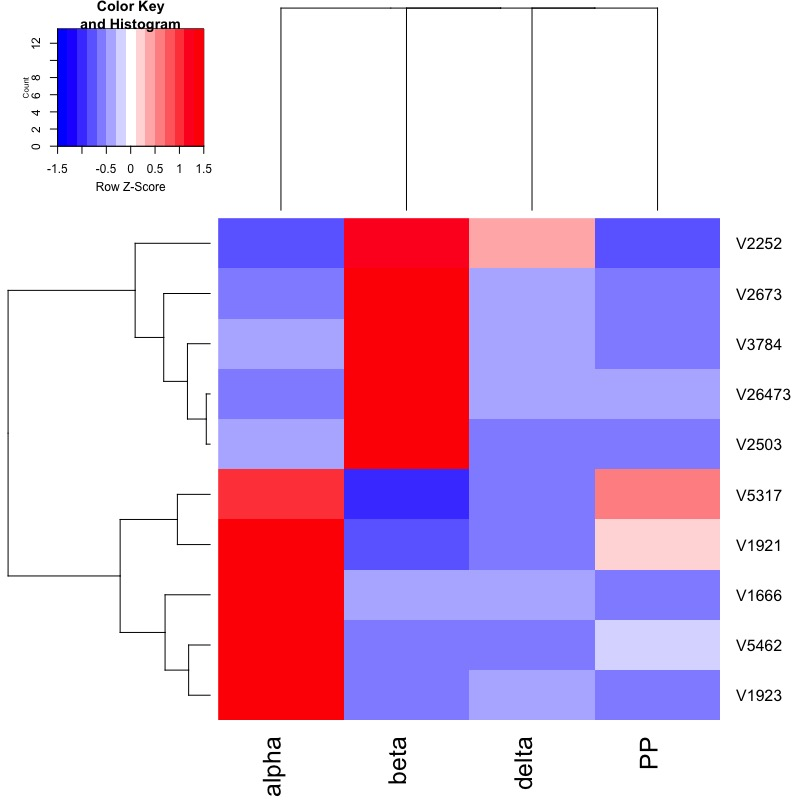 Color Key
and Histogram
Count
0 2 4 6 8 12
-1.5 -0.5 0 0.5 1 1.5
Row Z-Score
V2252
V2673
V3784
V26473
V2503
V5317
V1921
V1666
V5462
V1923
alpha beta delta PP